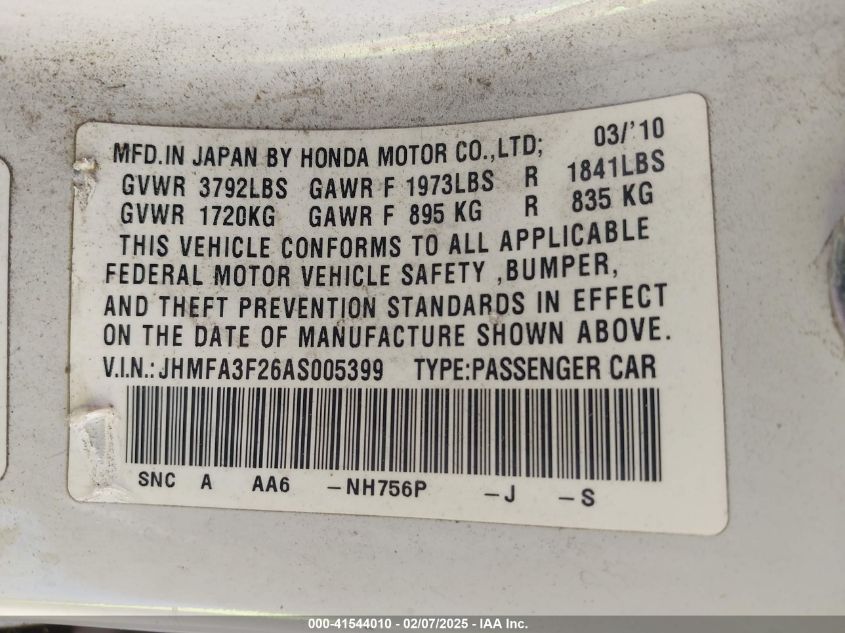 MFD.IN JAPAN BY HONDA MOTOR CO.,LTD; 03/'10
GVWR 3792LBS GAWR F 1973LBS R 1841LBS
GVWR 1720KG GAWR F 895 KG R 835 KG
THIS VEHICLE CONFORMS TO ALL APPLICABLE
FEDERAL MOTOR VEHICLE SAFETY ,BUMPER,
AND THEFT PREVENTION STANDARDS IN EFFECT
ON THE DATE OF MANUFACTURE SHOWN ABOVE.
V.I.N.: JHMFA3F26AS005399 TYPE:PASSENGER CAR
SNC A AA6 -NH756P -J -S
000-41544010 - 02/07/2025 - IAA Inc.